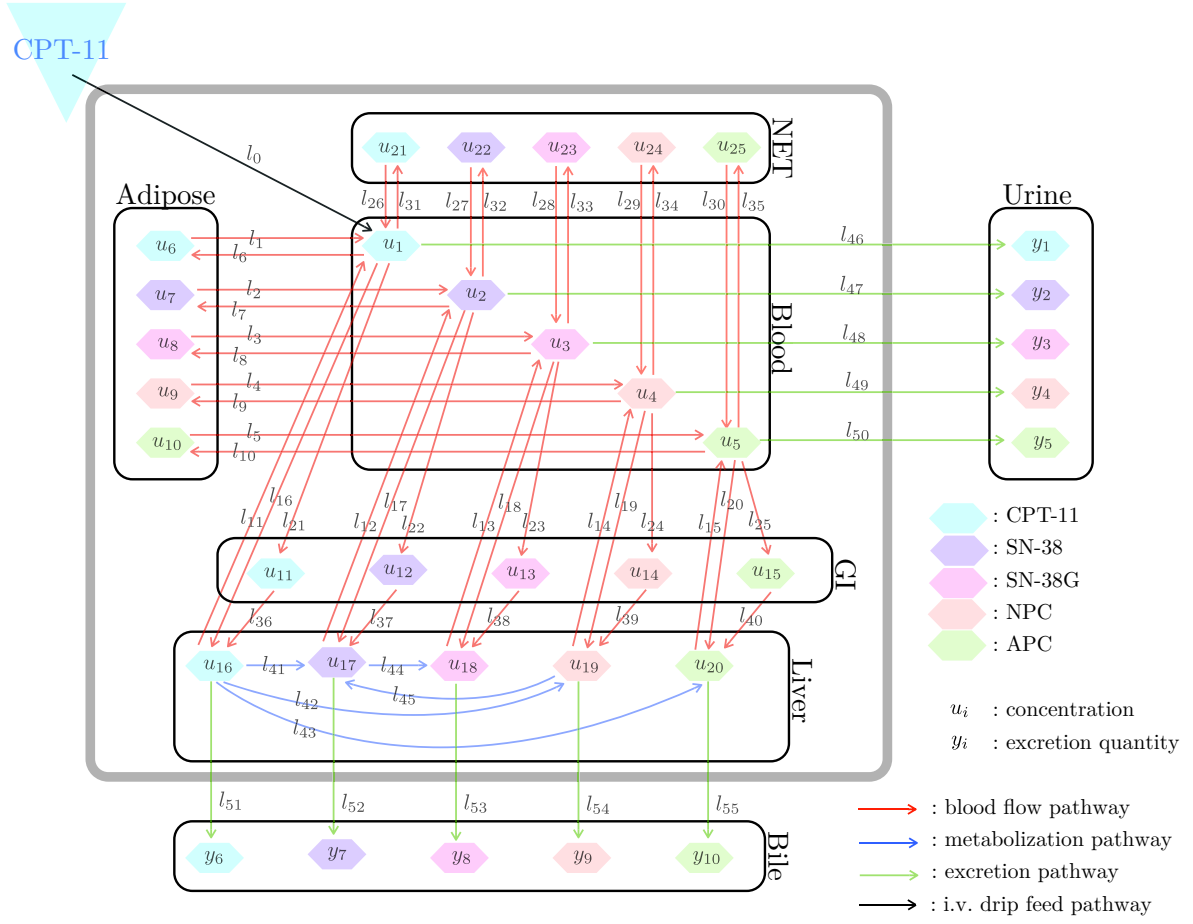 CPT-11
l₀
NET
u₂₁ u₂₂ u₂₃ u₂₄ u₂₅
l₂₆ l₃₁ l₂₇ l₃₂ l₂₈ l₃₃ l₂₉ l₃₄ l₃₀ l₃₅
Adipose
Blood
Urine
u₆ l₁ l₆ u₁ l₄₆ y₁
u₇ l₂ l₇ u₂ l₄₇ y₂
u₈ l₃ l₈ u₃ l₄₈ y₃
u₉ l₄ l₉ u₄ l₄₉ y₄
u₁₀ l₅ l₁₀ u₅ l₅₀ y₅
l₁₁ l₁₆ l₂₁ l₁₂ l₁₇ l₂₂ l₁₃ l₁₈ l₂₃ l₁₄ l₁₉ l₂₄ l₁₅ l₂₀ l₂₅
GI
u₁₁ u₁₂ u₁₃ u₁₄ u₁₅
l₃₆ l₃₇ l₃₈ l₃₉ l₄₀
Liver
u₁₆ l₄₁ u₁₇ l₄₄ u₁₈ u₁₉ u₂₀
l₄₂ l₄₅
l₄₃
l₅₁ l₅₂ l₅₃ l₅₄ l₅₅
Bile
y₆ y₇ y₈ y₉ y₁₀
: CPT-11
: SN-38
: SN-38G
: NPC
: APC
uᵢ : concentration
yᵢ : excretion quantity
: blood flow pathway
: metabolization pathway
: excretion pathway
: i.v. drip feed pathway